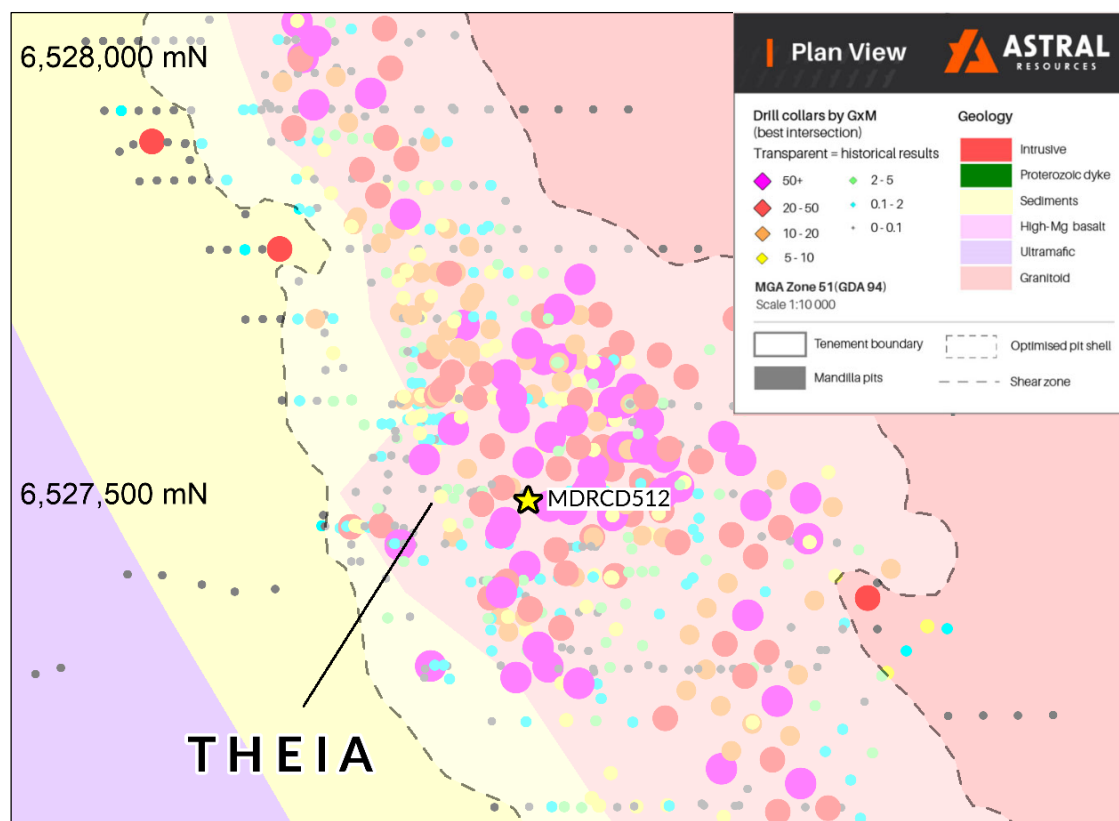 6,528,000 mN
Plan View
ASTRAL
RESOURCES
Drill collars by GxM
(best intersection)
Transparent = historical results
50+
20 - 50
10 - 20
5 - 10
2 - 5
0.1 - 2
0 - 0.1
MGA Zone 51(GDA 94)
Scale 1:10 000
Geology
Intrusive
Proterozoic dyke
Sediments
High-Mg basalt
Ultramafic
Granitoid
Tenement boundary
Optimised pit shell
Mandilla pits
Shear zone
6,527,500 mN
MDRCD512
THEIA